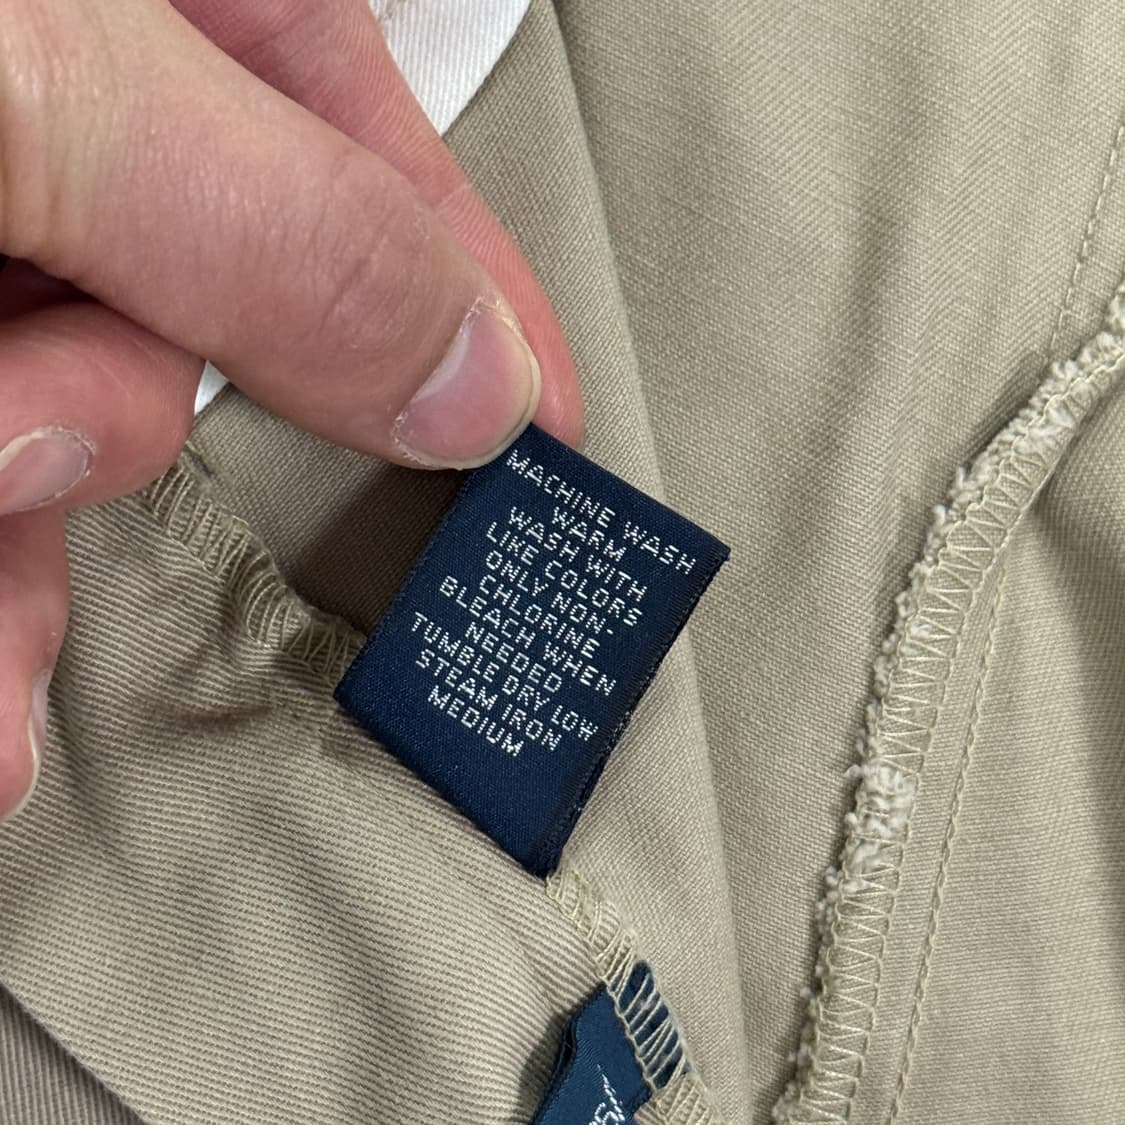 MACHINE WASH
WARM
WASH WITH
LIKE COLORS
ONLY NON-
CHLORINE
BLEACH WHEN
NEEDED
TUMBLE DRY LOW
STEAM IRON
MEDIUM